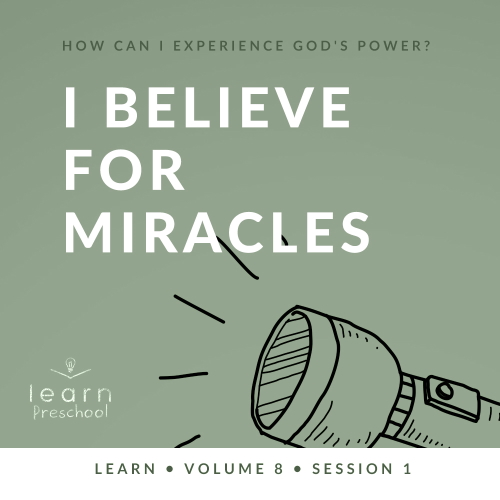 HOW CAN I EXPERIENCE GOD'S POWER?
I BELIEVE
FOR
MIRACLES
learn
Preschool
LEARN • VOLUME 8 • SESSION 1